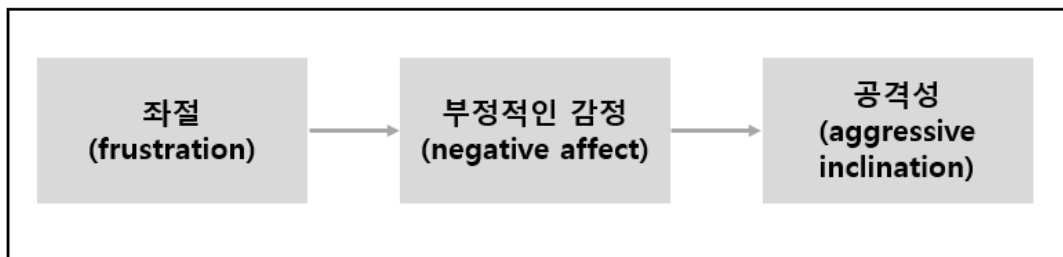 좌절
(frustration)
부정적인 감정
(negative affect)
공격성
(aggressive
inclination)